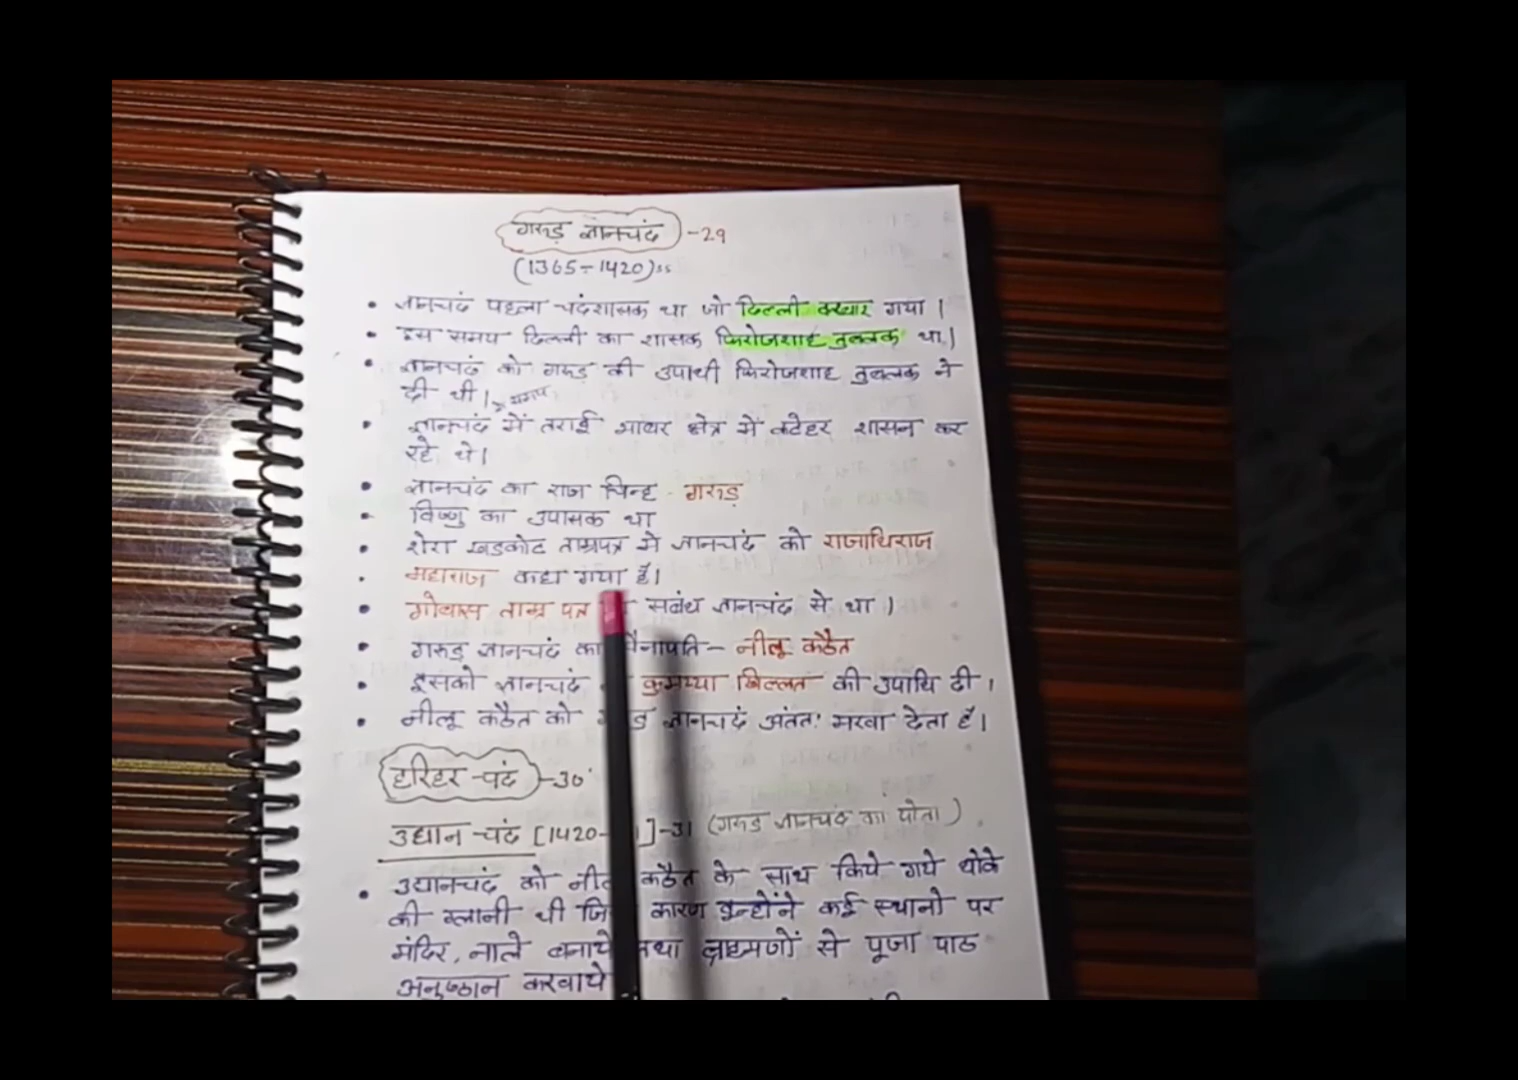 गरुड़ ज्ञानचंद -29
(1365-1420)
• ज्ञानचंद पहला चंदशासक था जो दिल्ली दरबार गया।
• इस समय दिल्ली का शासक फिरोजशाह तुगलक था।
• ज्ञानचंद को गरुड़ की उपाधी फिरोजशाह तुगलक ने
दी थी। समय
• ज्ञानचंद में तराई भाबर क्षेत्र में कटेहर शासन कर
रहे थे।
• ज्ञानचंद का राज चिन्ह - गरुड़
• विष्णु का उपासक था
• शेरा खडकोट ताम्रपत्र में ज्ञानचंद को राजाधिराज
• महाराज कहा गया है।
• गोबासा ताम्र पत्र संबंध ज्ञानचंद से था।
• गरुड़ ज्ञानचंद का सेनापति - नीलू कठैत
• इसको ज्ञानचंद कुमय्या खिल्लत की उपाधि दी।
• नीलू कठैत को ज्ञानचंद अंततः मरवा देता है।
हरिहर चंद -30
उद्यान चंद [1420- 1]-31 (गरुड़ ज्ञानचंद का पोता)
• उद्यानचंद को नीलू कठैत के साथ किये गये धोके
की ग्लानी थी कारण इन्होंने कई स्थानो पर
मंदिर, नाले बनाये तथा ब्राह्मणों से पूजा पाठ
अनुष्ठान करवाये